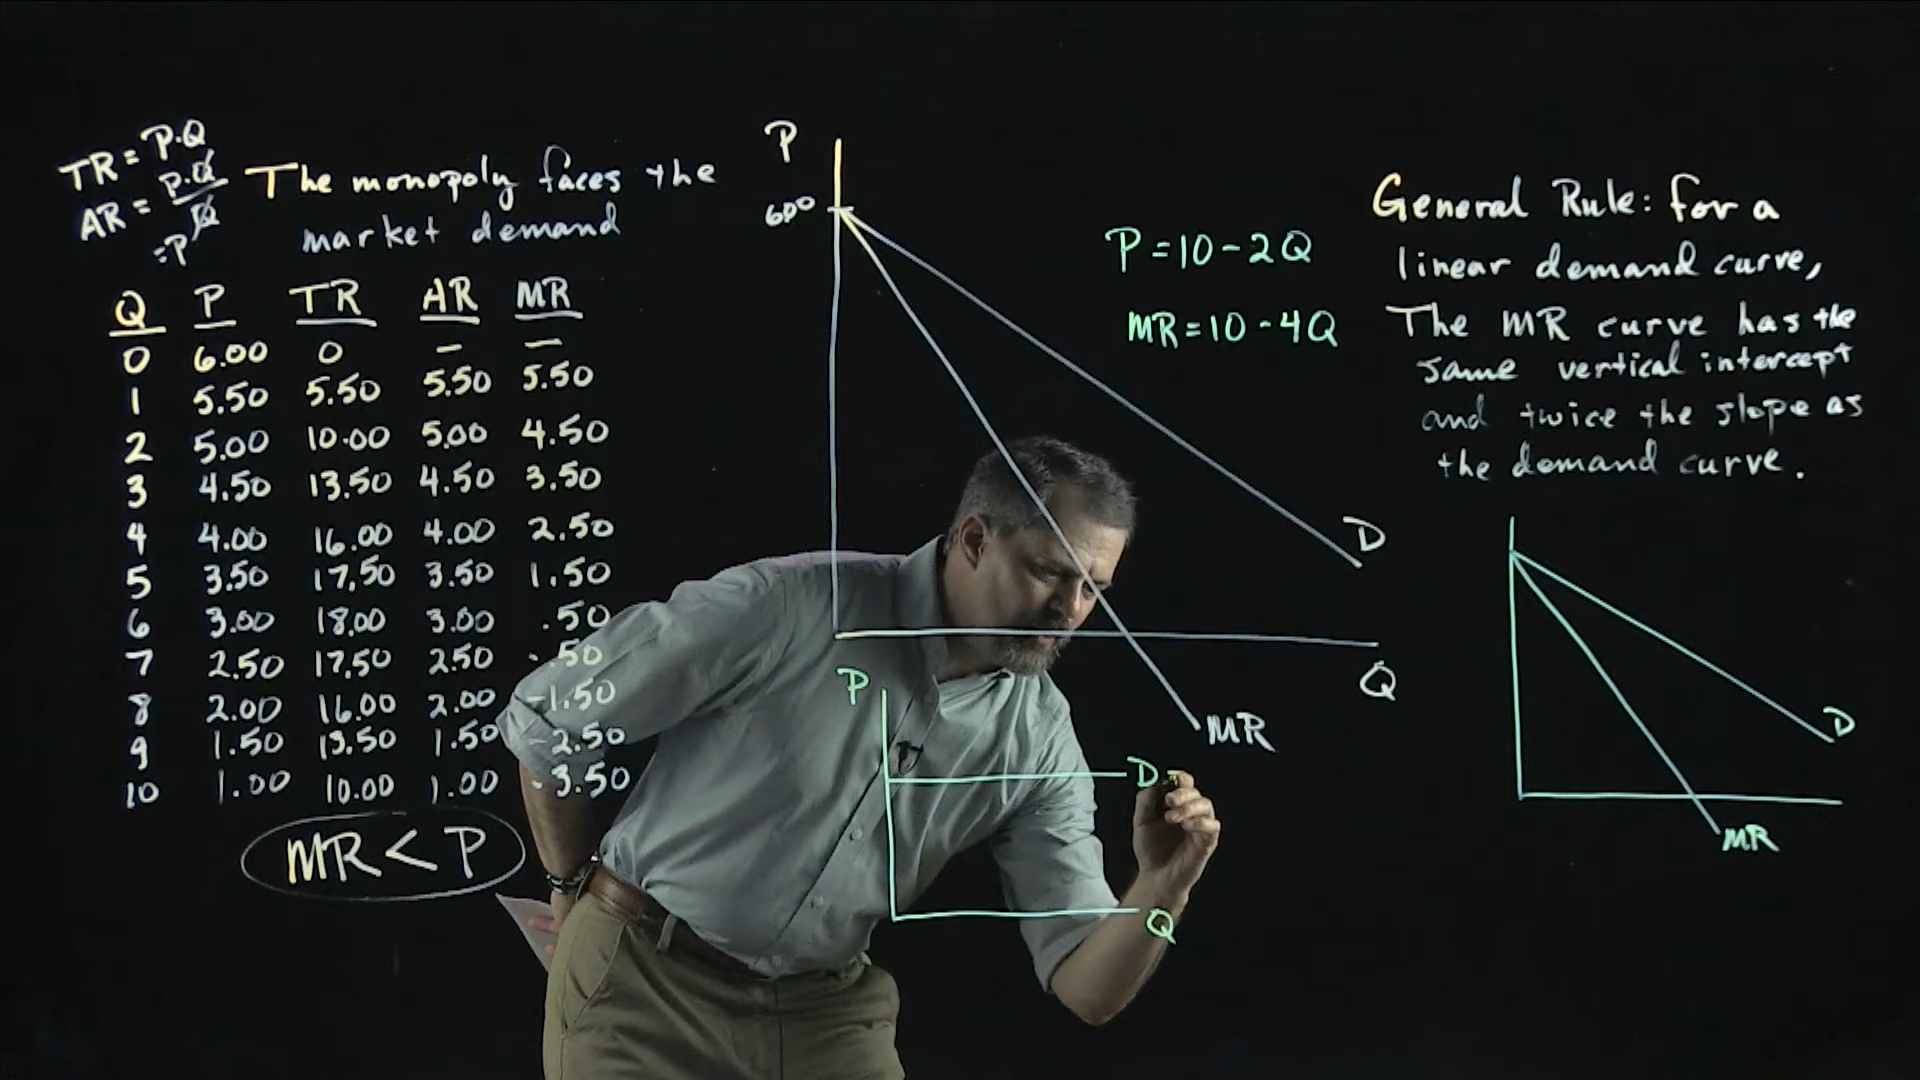 TR = P·Q
AR = P·Q/Q
=P
The monopoly faces the
market demand
Q P TR AR MR
0 6.00 0 — —
1 5.50 5.50 5.50 5.50
2 5.00 10.00 5.00 4.50
3 4.50 13.50 4.50 3.50
4 4.00 16.00 4.00 2.50
5 3.50 17.50 3.50 1.50
6 3.00 18.00 3.00 .50
7 2.50 17.50 2.50 -.50
8 2.00 16.00 2.00 -1.50
9 1.50 13.50 1.50 -2.50
10 1.00 10.00 1.00 -3.50
MR < P
P
6.00
D
Q
MR
P = 10 - 2Q
MR = 10 - 4Q
P
D =
Q
General Rule: for a
linear demand curve,
The MR curve has the
same vertical intercept
and twice the slope as
the demand curve.
D
MR